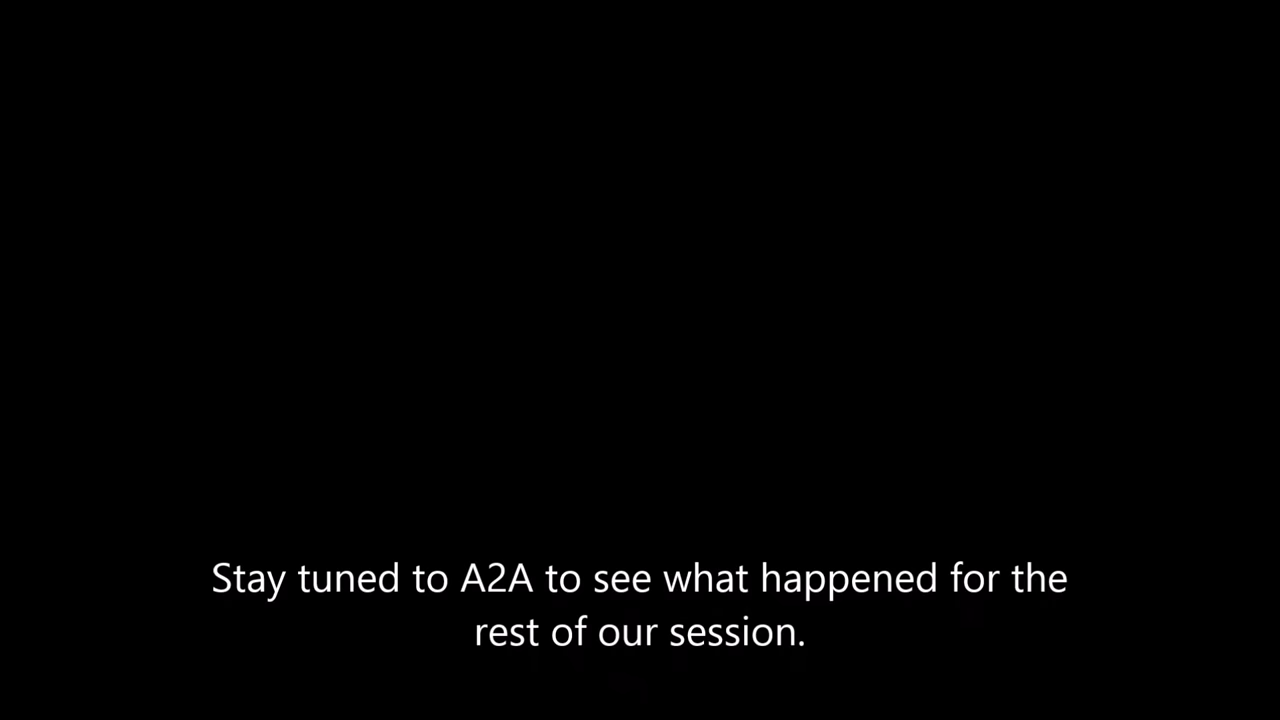 Stay tuned to A2A to see what happened for the
rest of our session.